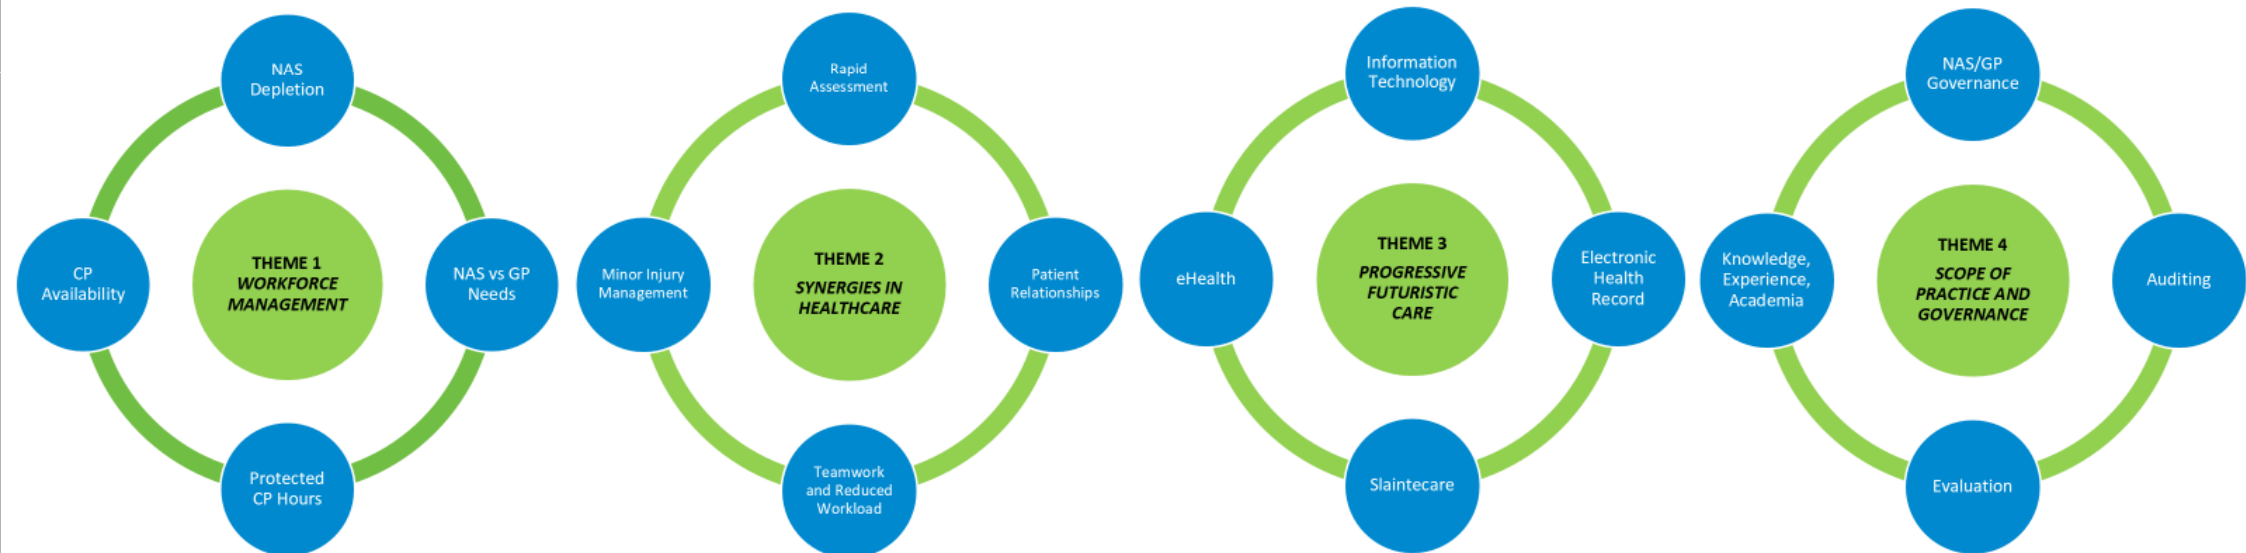 NAS
Depletion
CP
Availability
THEME 1
WORKFORCE
MANAGEMENT
NAS vs GP
Needs
Protected
CP Hours
Rapid
Assessment
Minor Injury
Management
THEME 2
SYNERGIES IN
HEALTHCARE
Patient
Relationships
Teamwork
and Reduced
Workload
Information
Technology
eHealth
THEME 3
PROGRESSIVE
FUTURISTIC
CARE
Electronic
Health
Record
Slaintecare
NAS/GP
Governance
Knowledge,
Experience,
Academia
THEME 4
SCOPE OF
PRACTICE AND
GOVERNANCE
Auditing
Evaluation